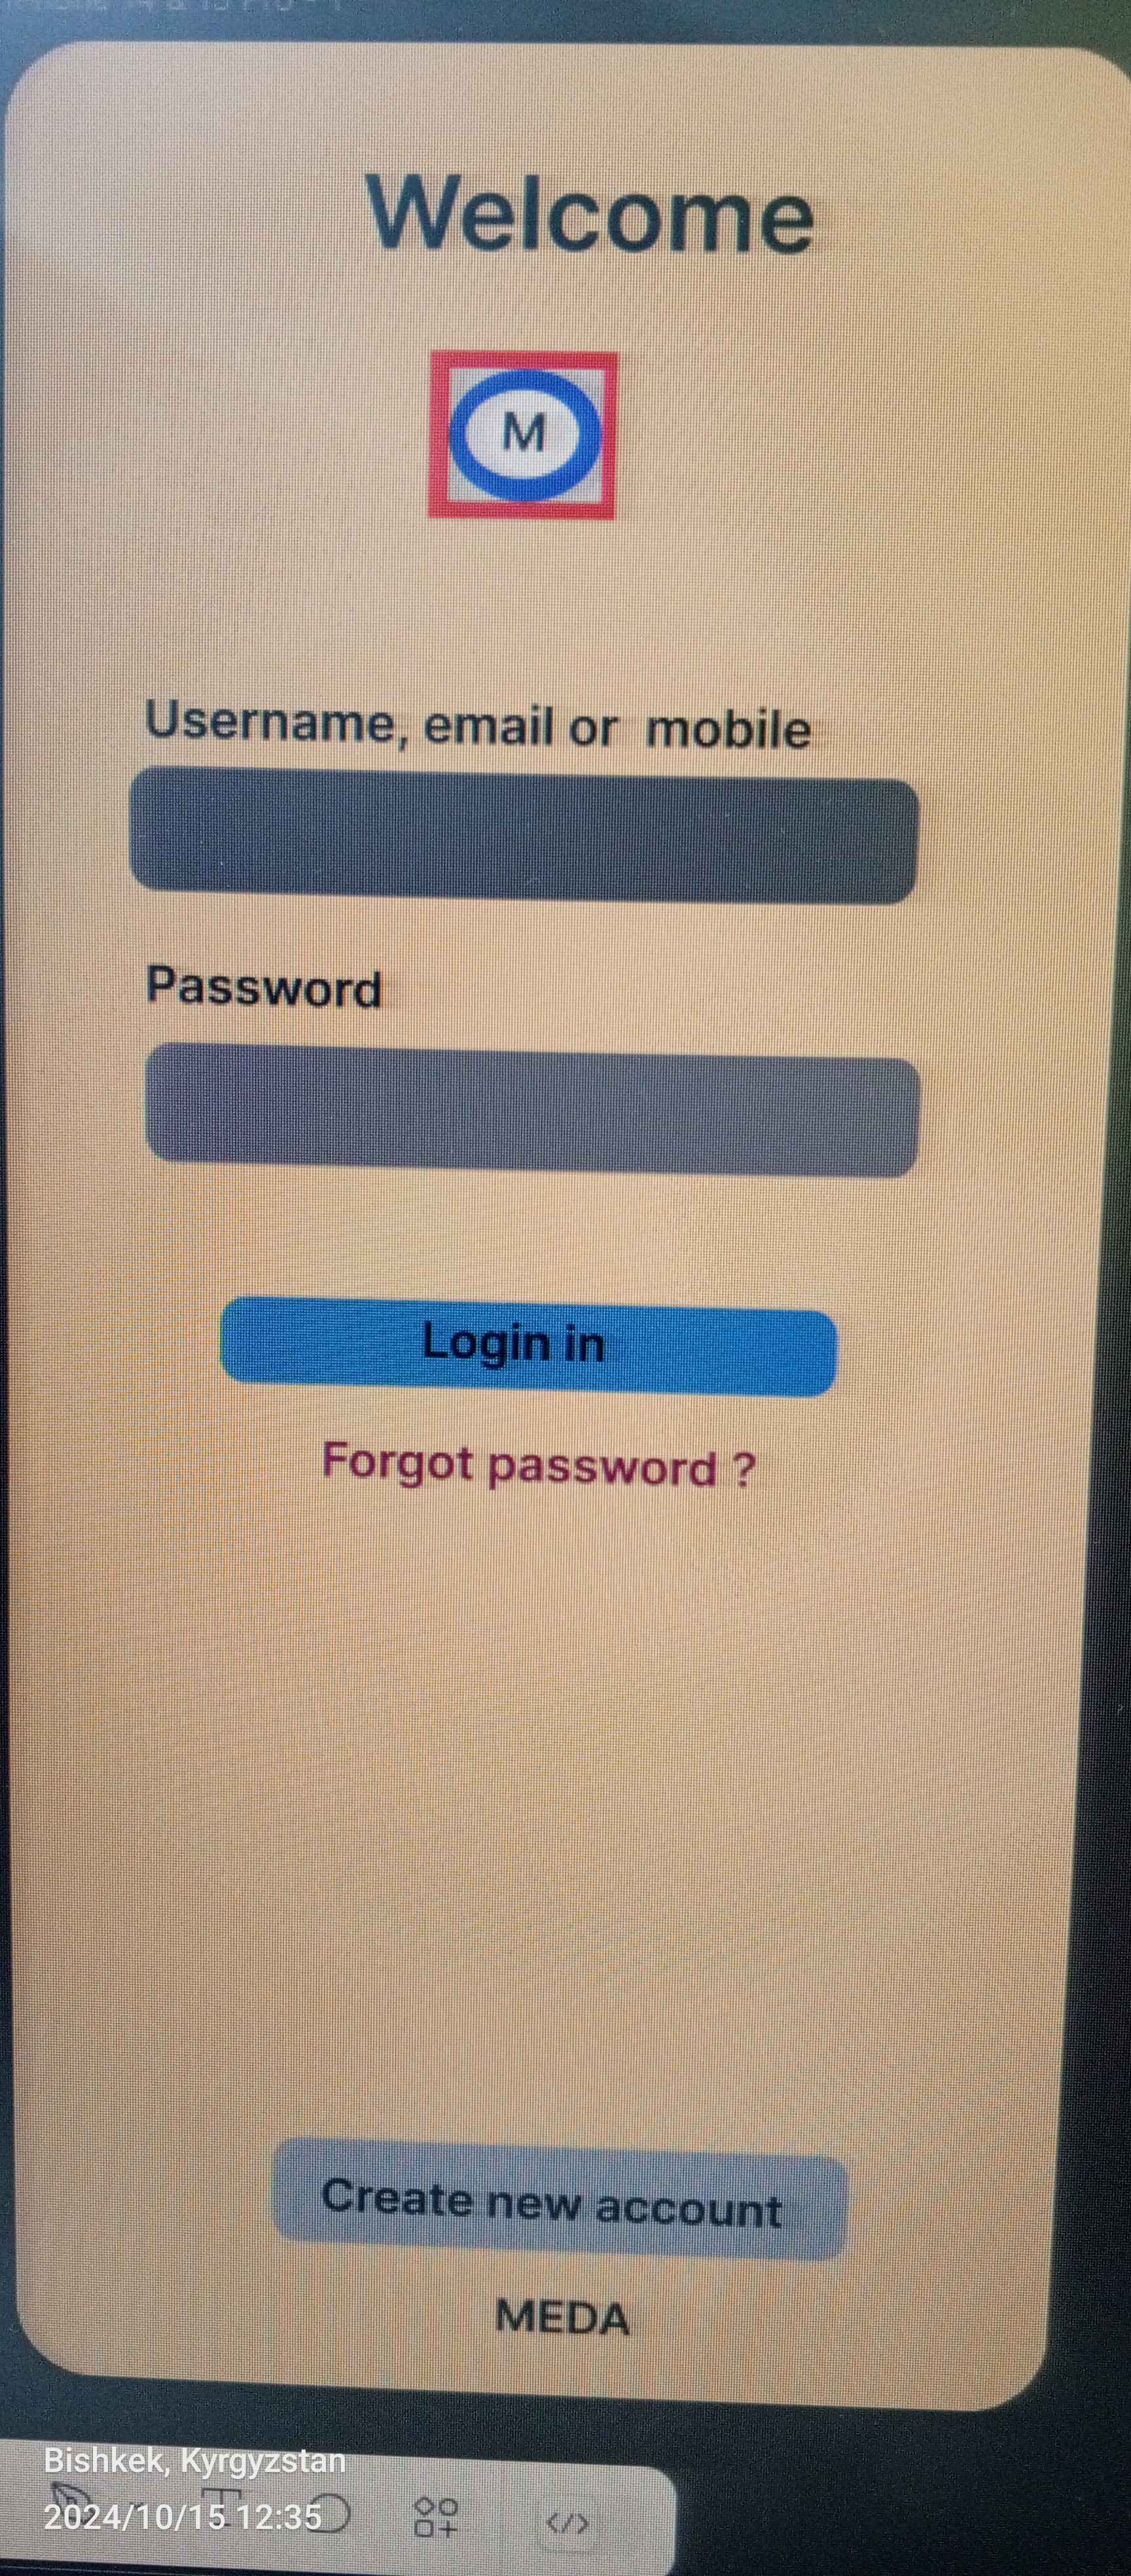 Welcome
M
Username, email or mobile
Password
Login in
Forgot password ?
Create new account
MEDA
Bishkek, Kyrgyzstan
2024/10/15 12:35